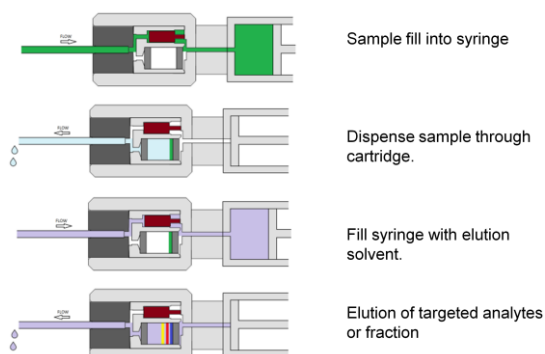 FLOW
Sample fill into syringe
FLOW
Dispense sample through
cartridge.
FLOW
Fill syringe with elution
solvent.
FLOW
Elution of targeted analytes
or fraction